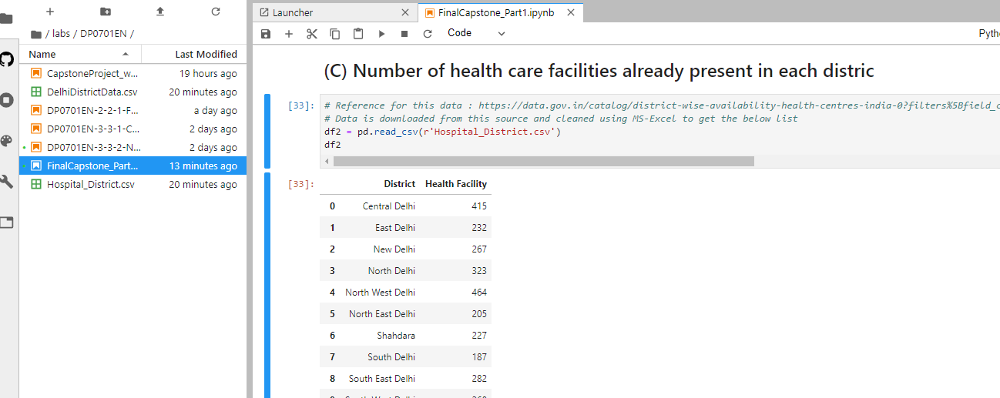 / labs / DP0701EN /
Name Last Modified
CapstoneProject_w... 19 hours ago
DelhiDistrictData.csv 20 minutes ago
DP0701EN-2-2-1-F... a day ago
DP0701EN-3-3-1-C... 2 days ago
DP0701EN-3-3-2-N... 2 days ago
FinalCapstone_Part... 13 minutes ago
Hospital_District.csv 20 minutes ago
Launcher FinalCapstone_Part1.ipynb
Code
(C) Number of health care facilities already present in each distric
[33]: # Reference for this data : https://data.gov.in/catalog/district-wise-availability-health-centres-india-0?filters%5Bfield_c
# Data is downloaded from this source and cleaned using MS-Excel to get the below list
df2 = pd.read_csv(r'Hospital_District.csv')
df2
[33]: District Health Facility
0 Central Delhi 415
1 East Delhi 232
2 New Delhi 267
3 North Delhi 323
4 North West Delhi 464
5 North East Delhi 205
6 Shahdara 227
7 South Delhi 187
8 South East Delhi 282